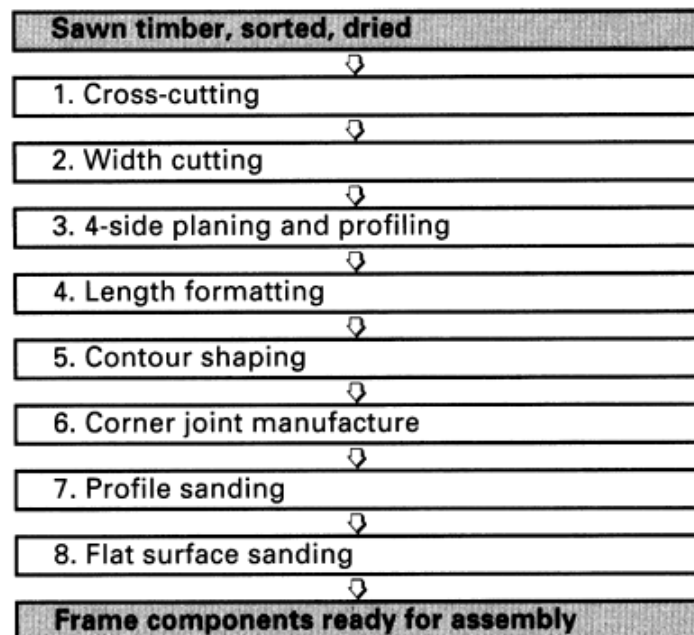 Sawn timber, sorted, dried
1. Cross-cutting
2. Width cutting
3. 4-side planing and profiling
4. Length formatting
5. Contour shaping
6. Corner joint manufacture
7. Profile sanding
8. Flat surface sanding
Frame components ready for assembly